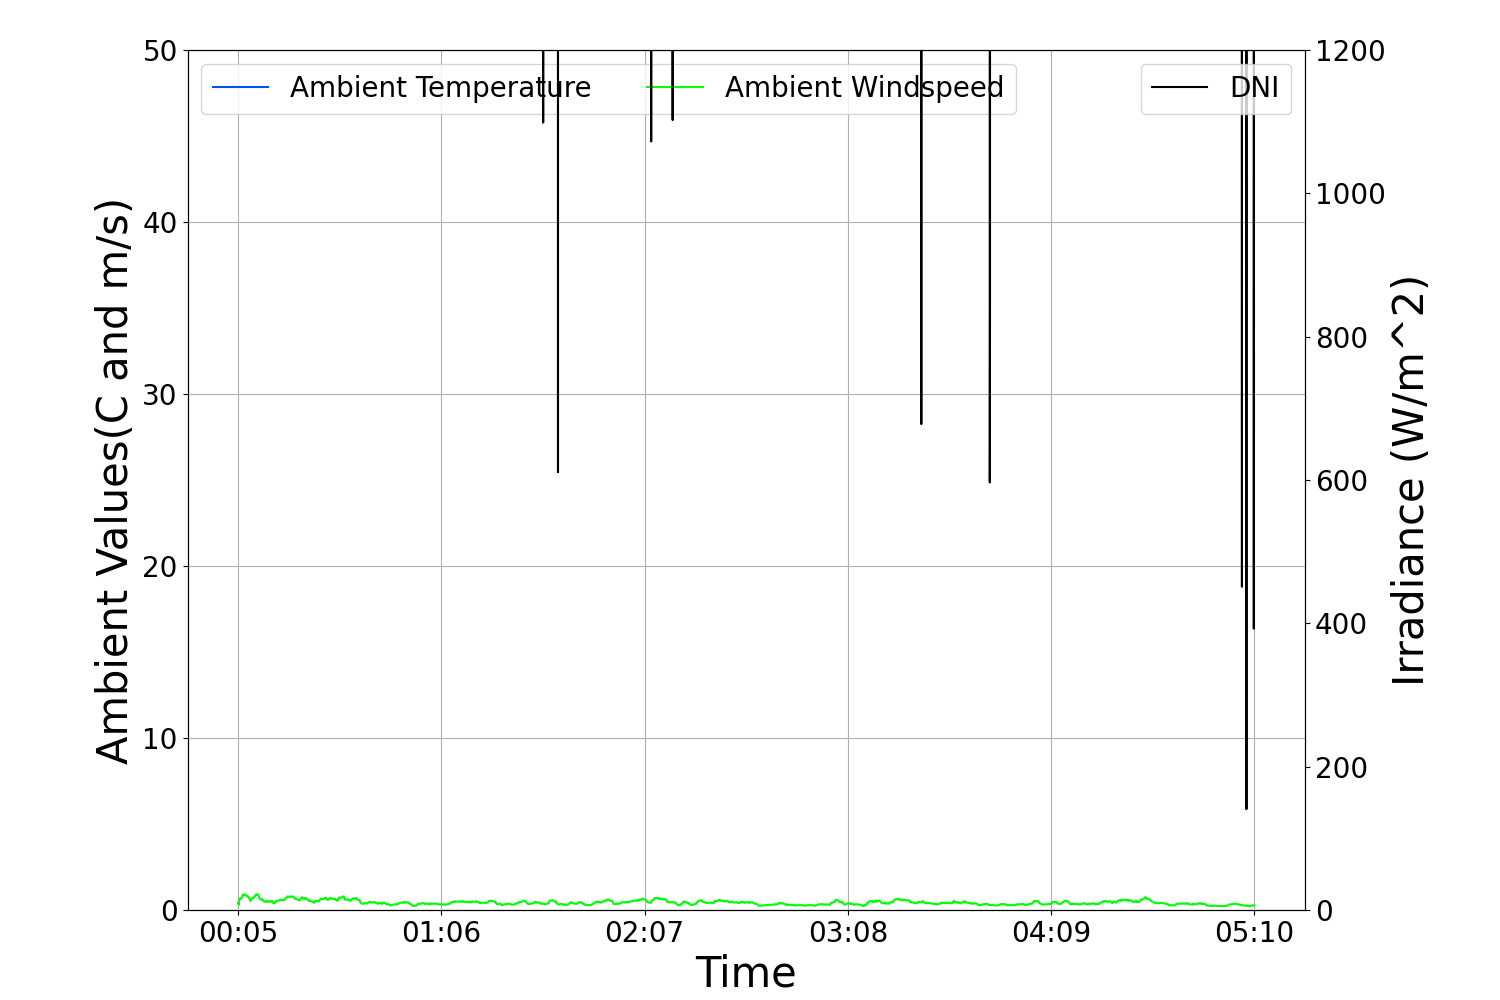 Ambient Temperature
Ambient Windspeed
DNI
50
40
30
20
10
0
Ambient Values(C and m/s)
1200
1000
800
600
400
200
0
Irradiance (W/m^2)
00:05 01:06 02:07 03:08 04:09 05:10
Time